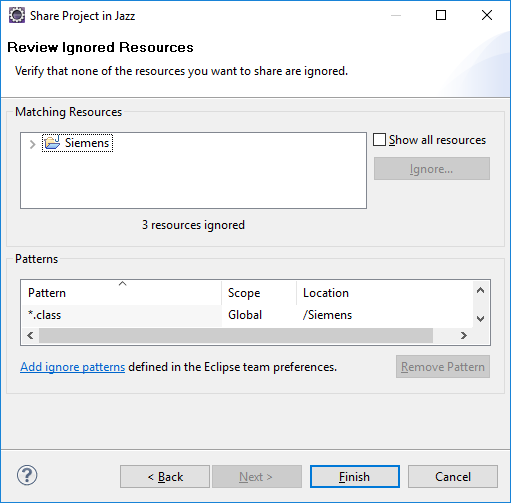 Share Project in Jazz
Review Ignored Resources
Verify that none of the resources you want to share are ignored.
Matching Resources
Siemens
Show all resources
Ignore...
3 resources ignored
Patterns
Pattern Scope Location
*.class Global /Siemens
Add ignore patterns defined in the Eclipse team preferences.
Remove Pattern
? < Back Next > Finish Cancel